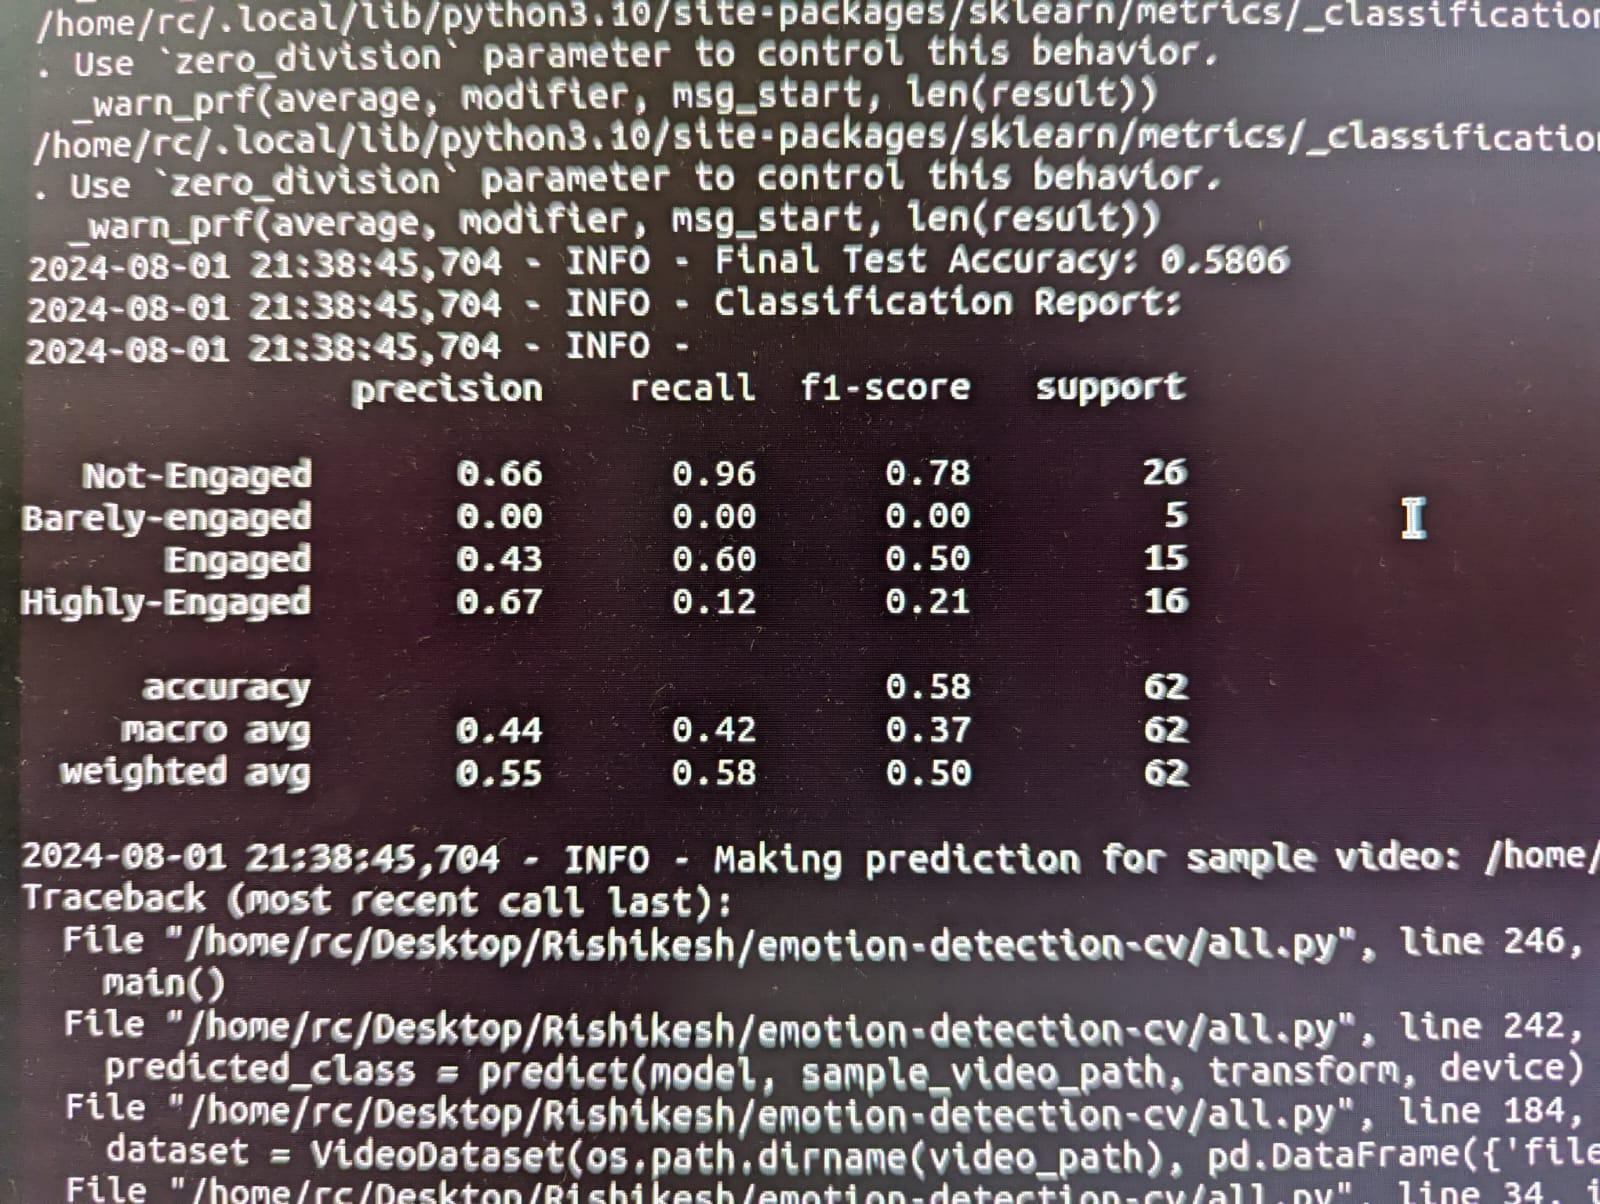 /home/rc/.local/lib/python3.10/site-packages/sklearn/metrics/_classification
. Use `zero_division` parameter to control this behavior.
  _warn_prf(average, modifier, msg_start, len(result))
/home/rc/.local/lib/python3.10/site-packages/sklearn/metrics/_classification
. Use `zero_division` parameter to control this behavior.
  _warn_prf(average, modifier, msg_start, len(result))
2024-08-01 21:38:45,704 - INFO - Final Test Accuracy: 0.5806
2024-08-01 21:38:45,704 - INFO - Classification Report:
2024-08-01 21:38:45,704 - INFO -
precision recall f1-score support
Not-Engaged 0.66 0.96 0.78 26
Barely-engaged 0.00 0.00 0.00 5
Engaged 0.43 0.60 0.50 15
Highly-Engaged 0.67 0.12 0.21 16
accuracy 0.58 62
macro avg 0.44 0.42 0.37 62
weighted avg 0.55 0.58 0.50 62
2024-08-01 21:38:45,704 - INFO - Making prediction for sample video: /home/
Traceback (most recent call last):
  File "/home/rc/Desktop/Rishikesh/emotion-detection-cv/all.py", line 246,
    main()
  File "/home/rc/Desktop/Rishikesh/emotion-detection-cv/all.py", line 242,
    predicted_class = predict(model, sample_video_path, transform, device)
  File "/home/rc/Desktop/Rishikesh/emotion-detection-cv/all.py", line 184,
    dataset = VideoDataset(os.path.dirname(video_path), pd.DataFrame({'file
  File "/home/rc/Desktop/Rishikesh/emotion-detection-cv/all.py", line 34, i